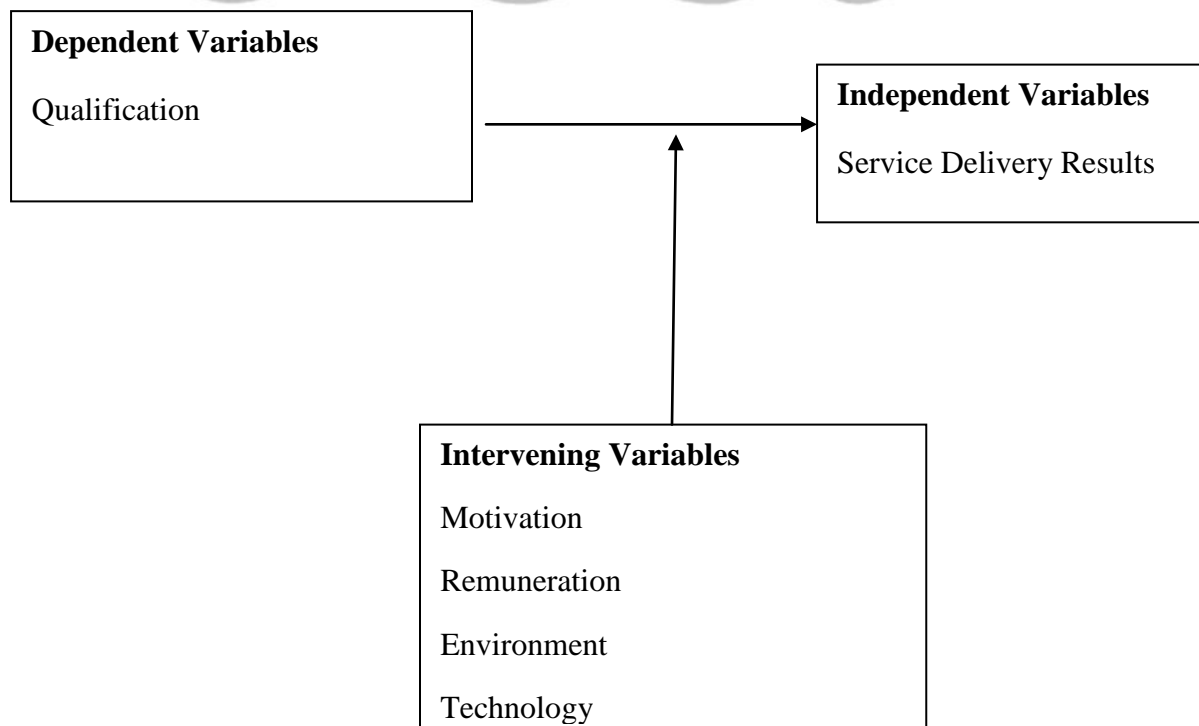 Dependent Variables
Qualification
Independent Variables
Service Delivery Results
Intervening Variables
Motivation
Remuneration
Environment
Technology